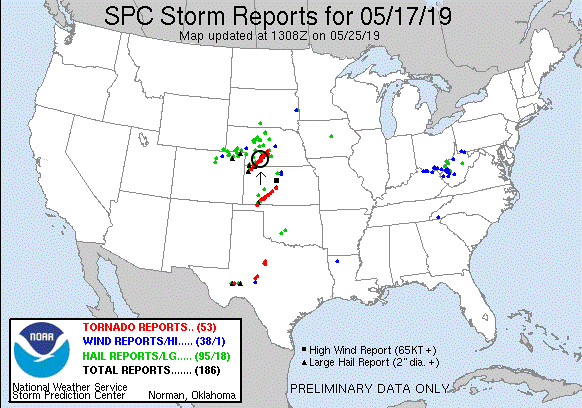 SPC Storm Reports for 05/17/19
Map updated at 1308Z on 05/25/19
NOAA
TORNADO REPORTS.. (53)
WIND REPORTS/HI..... (38/1)
HAIL REPORTS/LG..... (95/18)
TOTAL REPORTS....... (186)
National Weather Service
Storm Prediction Center Norman, Oklahoma
High Wind Report (65KT +)
Large Hail Report (2" dia. +)
PRELIMINARY DATA ONLY